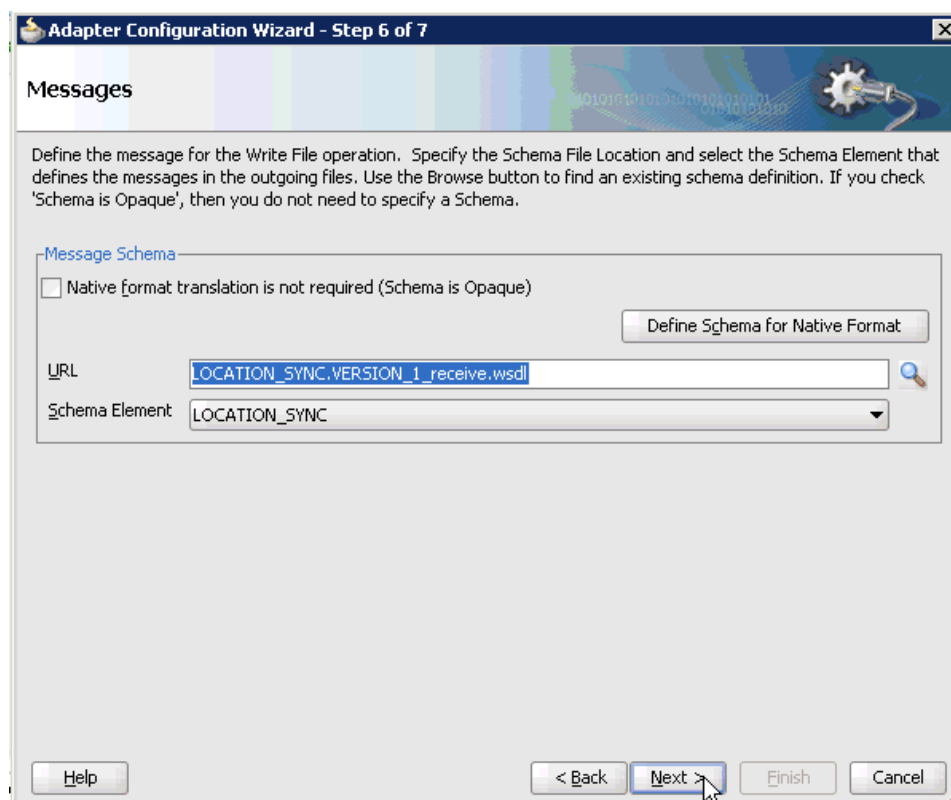 Adapter Configuration Wizard - Step 6 of 7
Messages
Define the message for the Write File operation.  Specify the Schema File Location and select the Schema Element that
defines the messages in the outgoing files. Use the Browse button to find an existing schema definition. If you check
'Schema is Opaque', then you do not need to specify a Schema.
Message Schema
Native format translation is not required (Schema is Opaque)
Define Schema for Native Format
URL LOCATION_SYNC.VERSION_1_receive.wsdl
Schema Element LOCATION_SYNC
Help < Back Next > Finish Cancel